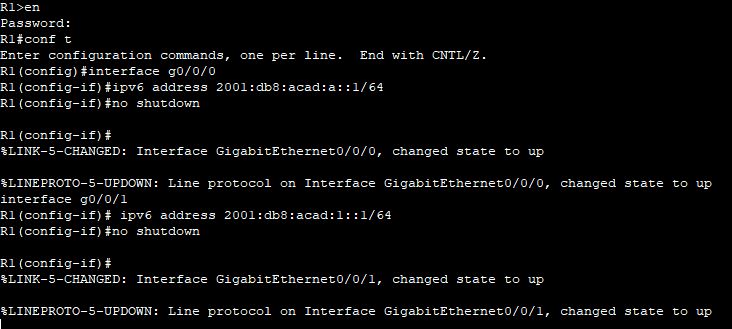 R1>en
Password:
R1#conf t
Enter configuration commands, one per line.  End with CNTL/Z.
R1(config)#interface g0/0/0
R1(config-if)#ipv6 address 2001:db8:acad:a::1/64
R1(config-if)#no shutdown
R1(config-if)#
%LINK-5-CHANGED: Interface GigabitEthernet0/0/0, changed state to up
%LINEPROTO-5-UPDOWN: Line protocol on Interface GigabitEthernet0/0/0, changed state to up
interface g0/0/1
R1(config-if)# ipv6 address 2001:db8:acad:1::1/64
R1(config-if)#no shutdown
R1(config-if)#
%LINK-5-CHANGED: Interface GigabitEthernet0/0/1, changed state to up
%LINEPROTO-5-UPDOWN: Line protocol on Interface GigabitEthernet0/0/1, changed state to up